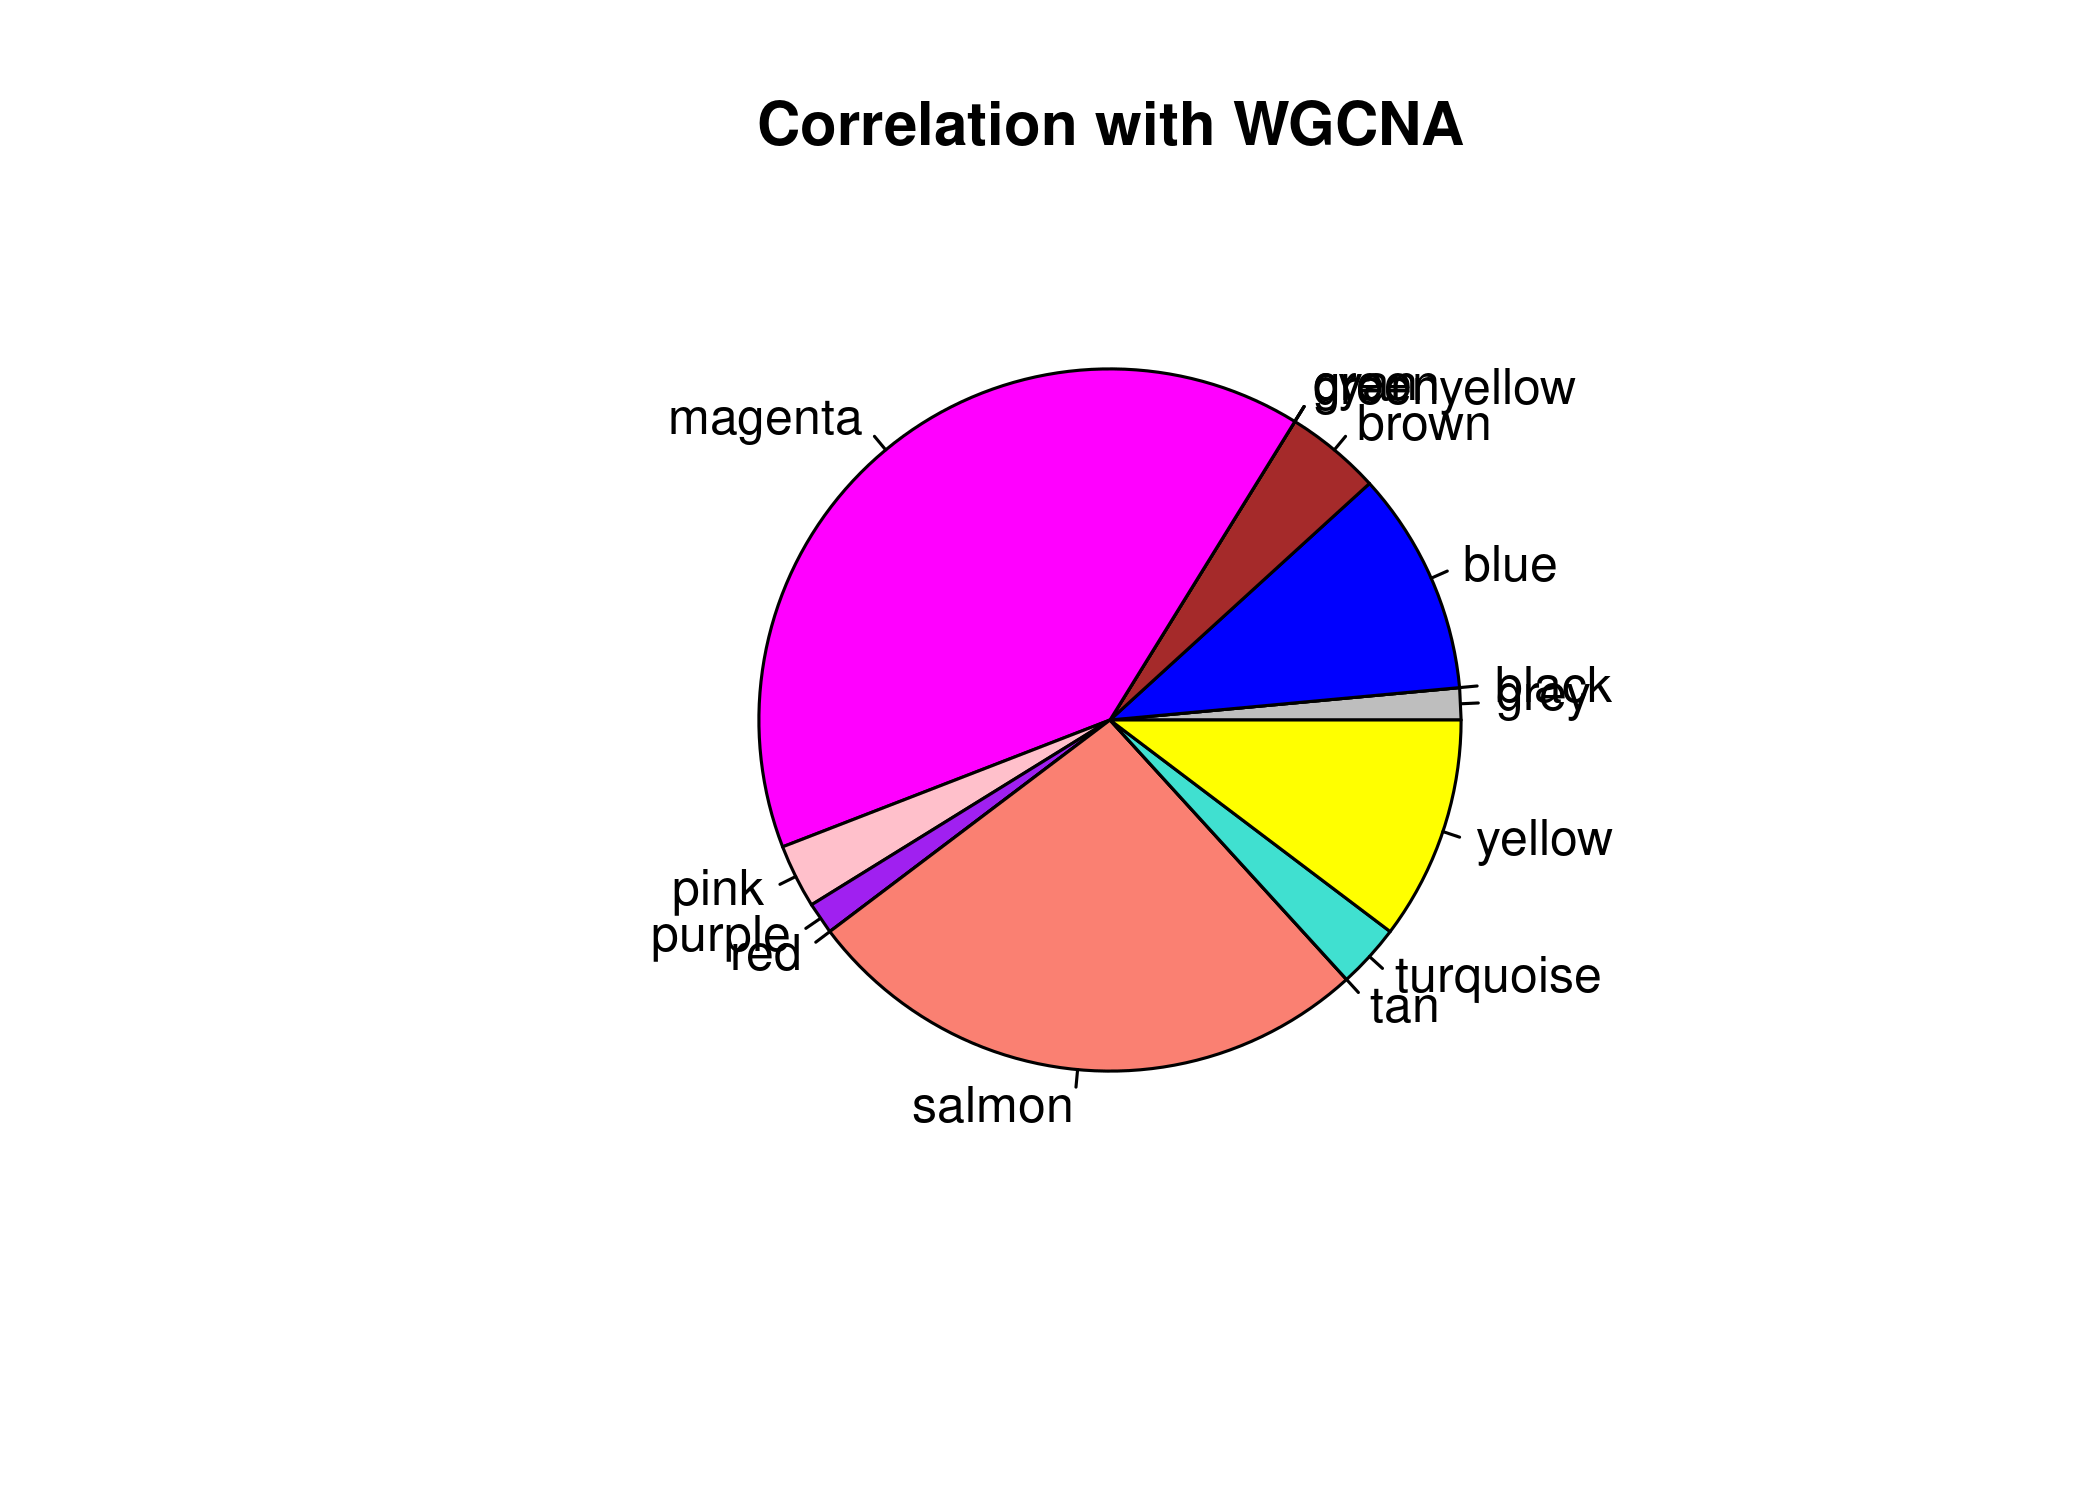 Correlation with WGCNA
magenta
greenyellow
brown
blue
black
grey
yellow
pink
purple
red
turquoise
tan
salmon